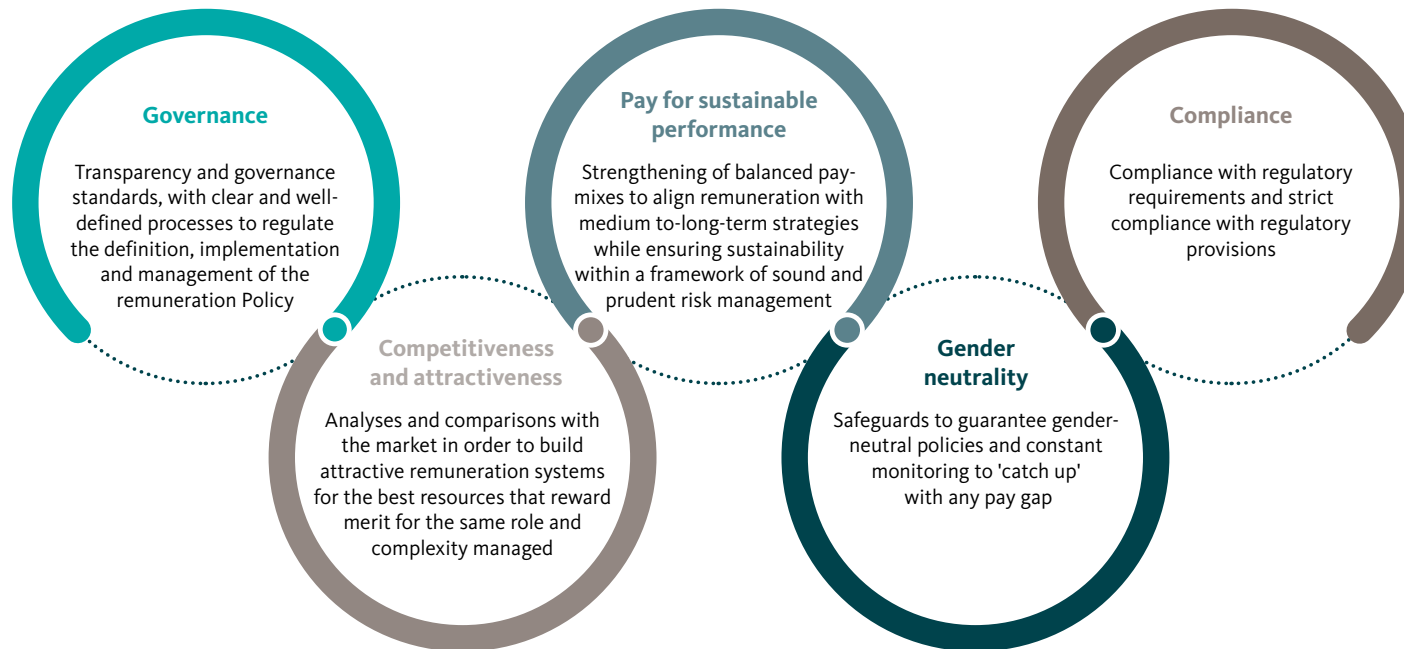 Governance
Transparency and governance
standards, with clear and well-
defined processes to regulate
the definition, implementation
and management of the
remuneration Policy
Competitiveness
and attractiveness
Analyses and comparisons with
the market in order to build
attractive remuneration systems
for the best resources that reward
merit for the same role and
complexity managed
Pay for sustainable
performance
Strengthening of balanced pay-
mixes to align remuneration with
medium to-long-term strategies
while ensuring sustainability
within a framework of sound and
prudent risk management
Gender
neutrality
Safeguards to guarantee gender-
neutral policies and constant
monitoring to 'catch up'
with any pay gap
Compliance
Compliance with regulatory
requirements and strict
compliance with regulatory
provisions